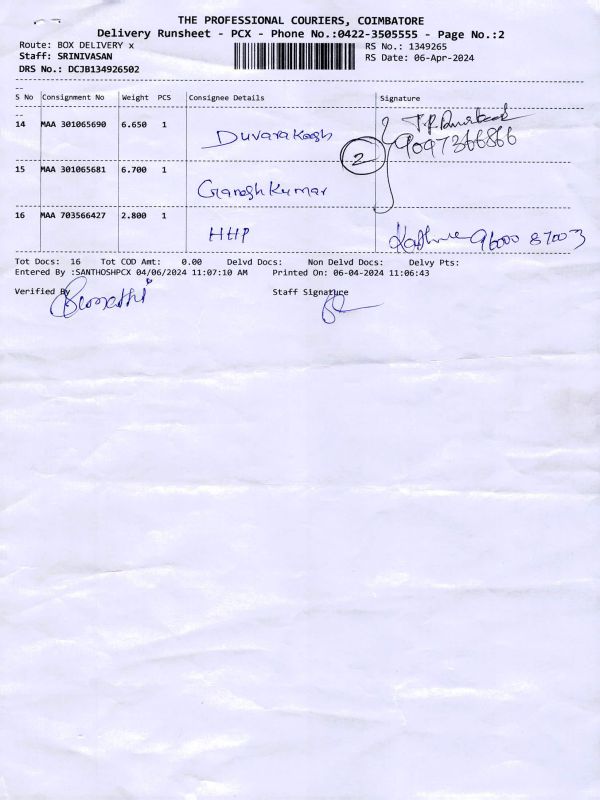 THE PROFESSIONAL COURIERS, COIMBATORE
Delivery Runsheet - PCX - Phone No.:0422-3505555 - Page No.:2
Route: BOX DELIVERY x RS No.: 1349265
Staff: SRINIVASAN RS Date: 06-Apr-2024
DRS No.: DCJB134926502
S No Consignment No Weight PCS Consignee Details Signature
14 MAA 301065690 6.650 1 Duvarakesh
9097366866
2
15 MAA 301065681 6.700 1 Ganesh Kumar
16 MAA 703566427 2.800 1 HHP 96000 87003
Tot Docs: 16 Tot COD Amt: 0.00 Delvd Docs: Non Delvd Docs: Delvy Pts:
Entered By :SANTHOSHPCX 04/06/2024 11:07:10 AM Printed On: 06-04-2024 11:06:43
Verified By Staff Signature